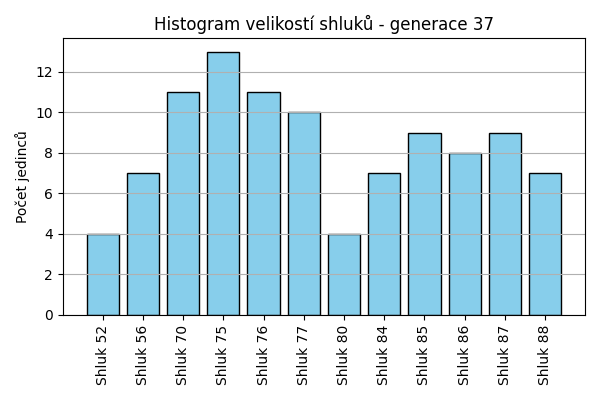 Histogram velikostí shluků - generace 37
Počet jedinců
12
10
8
6
4
2
0
Shluk 52
Shluk 56
Shluk 70
Shluk 75
Shluk 76
Shluk 77
Shluk 80
Shluk 84
Shluk 85
Shluk 86
Shluk 87
Shluk 88